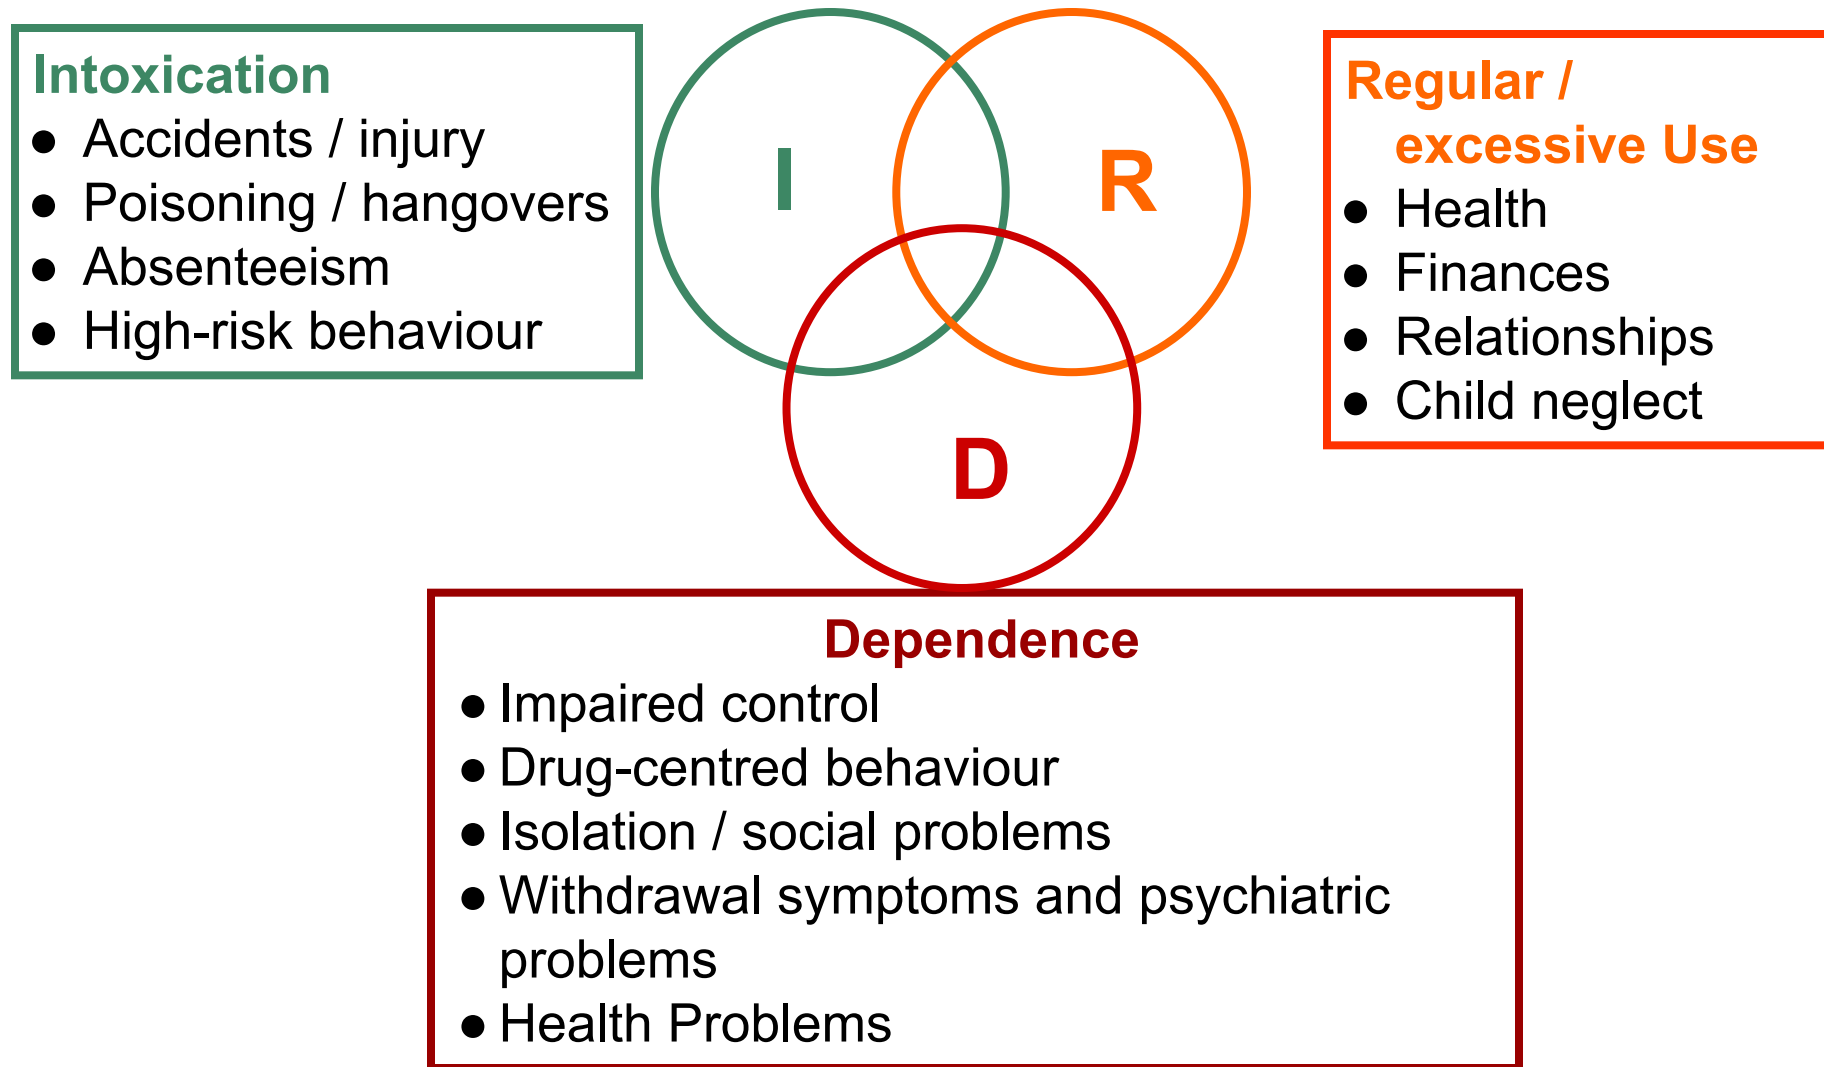 Intoxication
● Accidents / injury
● Poisoning / hangovers
● Absenteeism
● High-risk behaviour
I
R
Regular /
excessive Use
● Health
● Finances
● Relationships
● Child neglect
D
Dependence
● Impaired control
● Drug-centred behaviour
● Isolation / social problems
● Withdrawal symptoms and psychiatric
problems
● Health Problems